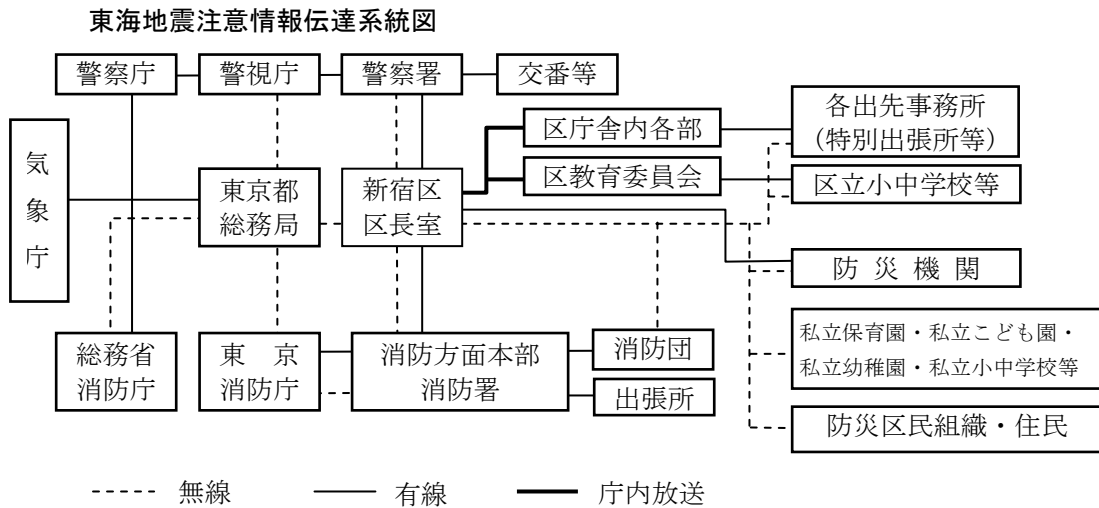 東海地震注意情報伝達系統図
警察庁
警視庁
警察署
交番等
区庁舎内各部
各出先事務所
(特別出張所等)
気
象
庁
東京都
総務局
新宿区
区長室
区教育委員会
区立小中学校等
防 災 機 関
総務省
消防庁
東 京
消防庁
消防方面本部
消防署
消防団
出張所
私立保育園・私立こども園・
私立幼稚園・私立小中学校等
防災区民組織・住民
無線
有線
庁内放送